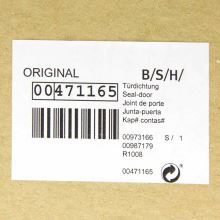 ORIGINAL B/S/H/
00471165
Türdichtung
Seal-door
Joint de porte
Junta-puerta
Kap# contas#
00973166 S / 1
00987179
R1008
00471165